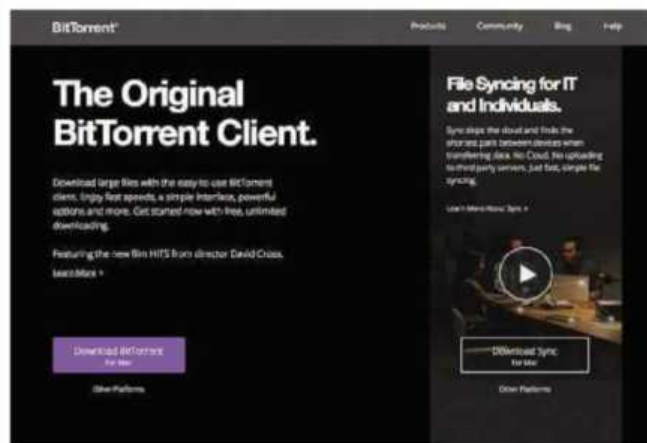 BitTorrent®
Products Community Blog Help
The Original
BitTorrent Client.
Download large files with the easy to use BitTorrent
client. Enjoy fast speeds, a simple interface, powerful
options and more. Get started now with free, unlimited
downloading.
Featuring the new film HITS from director David Cross.
Learn More >
Download BitTorrent
For Mac
Other Platforms
File Syncing for IT
and Individuals.
Sync skips the cloud and finds the
shortest path between devices when
transferring data. No Cloud. No uploading
to third party servers. Just fast, simple file
syncing.
Learn More About Sync >
Download Sync
For Mac
Other Platforms